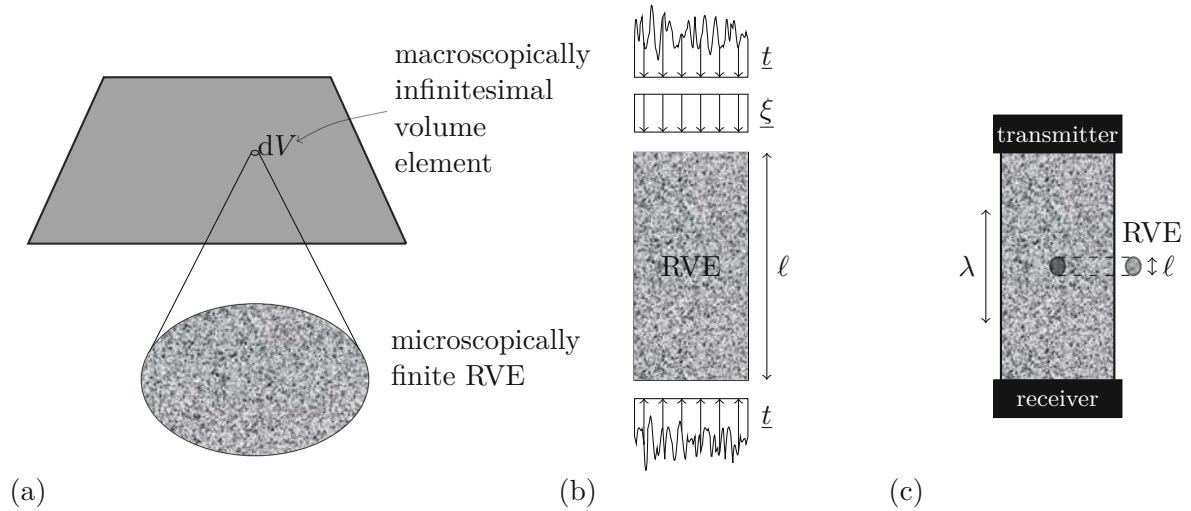 macroscopically
infinitesimal
volume
element
dV
microscopically
finite RVE
(a)
t
ξ
RVE
ℓ
t
(b)
transmitter
λ
RVE
ℓ
receiver
(c)